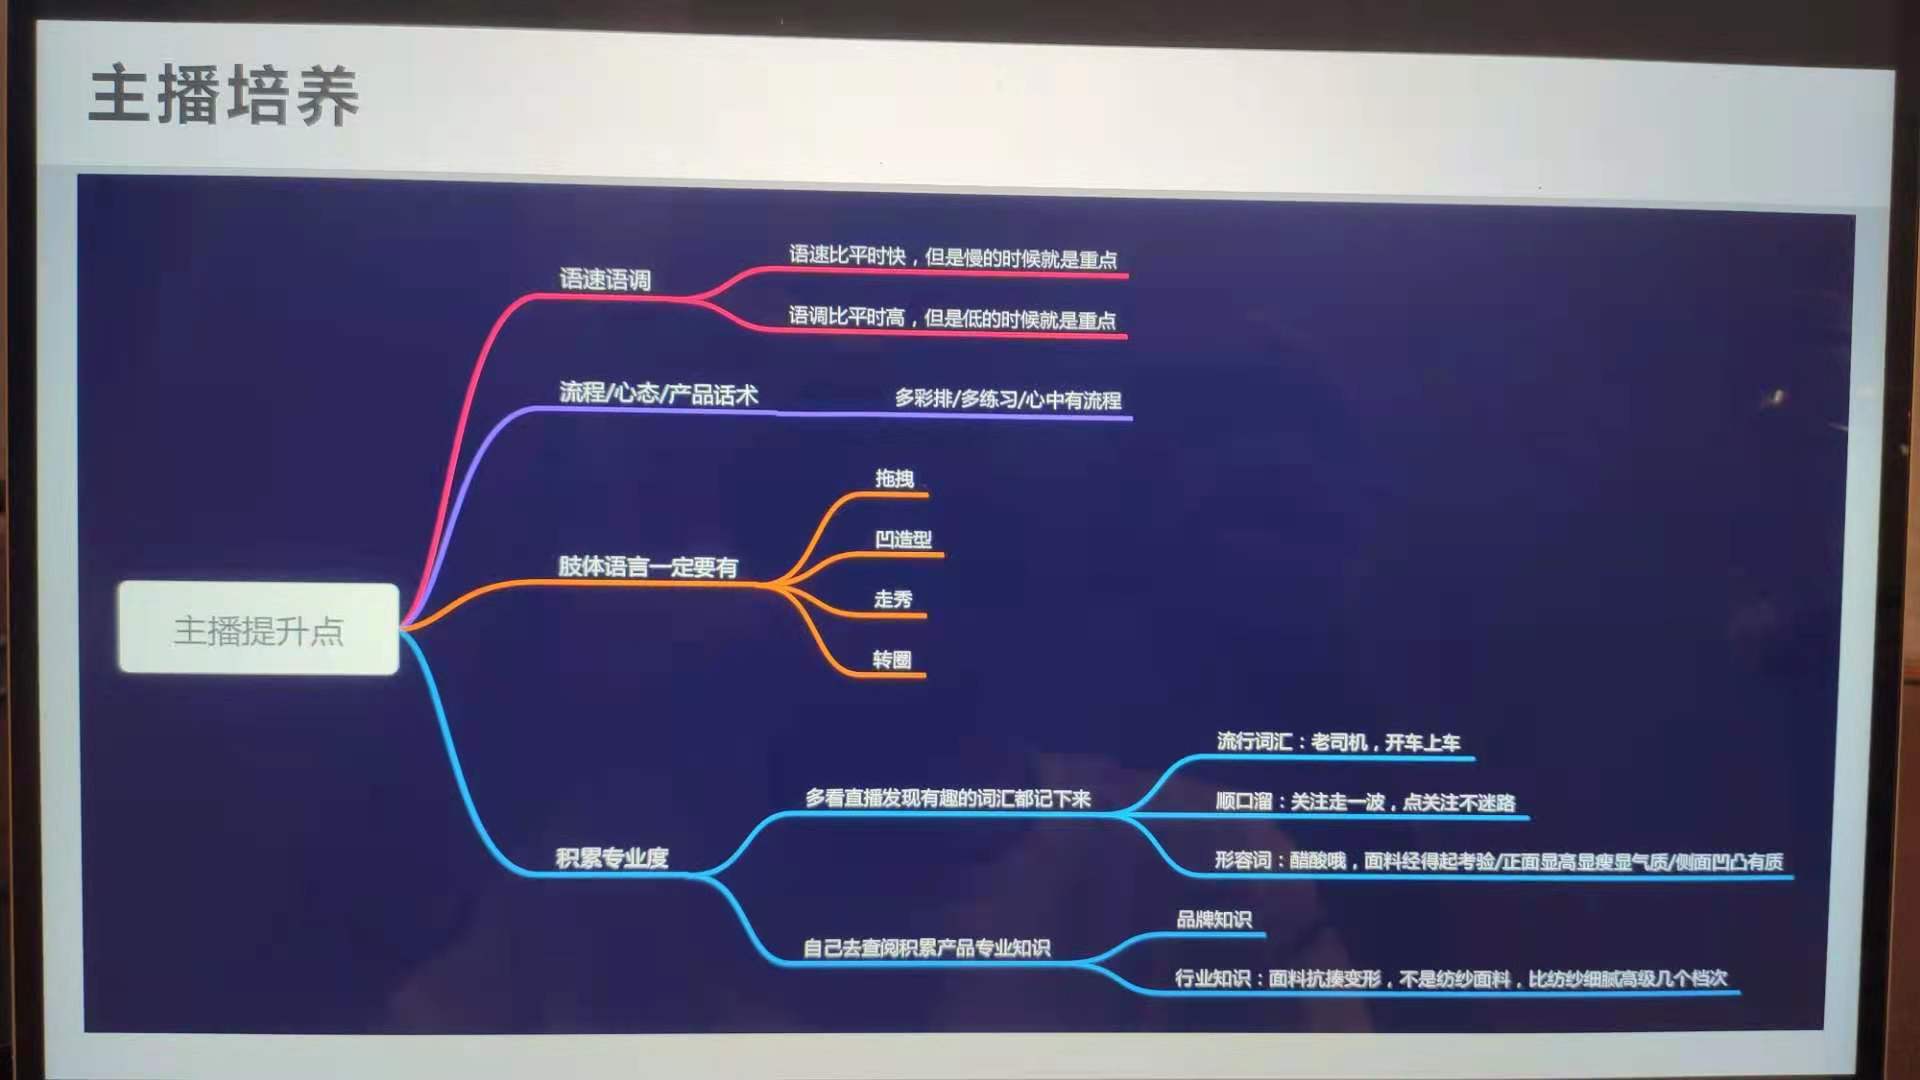 主播培养
主播提升点
语速语调
语速比平时快，但是慢的时候就是重点
语调比平时高，但是低的时候就是重点
流程/心态/产品话术
多彩排/多练习/心中有流程
肢体语言一定要有
拖拽
凹造型
走秀
转圈
积累专业度
多看直播发现有趣的词汇都记下来
流行词汇：老司机，开车上车
顺口溜：关注走一波，点关注不迷路
形容词：醋酸哦，面料经得起考验/正面显高显瘦显气质/侧面凹凸有质
自己去查阅积累产品专业知识
品牌知识
行业知识：面料抗揍变形，不是纺纱面料，比纺纱细腻高级几个档次